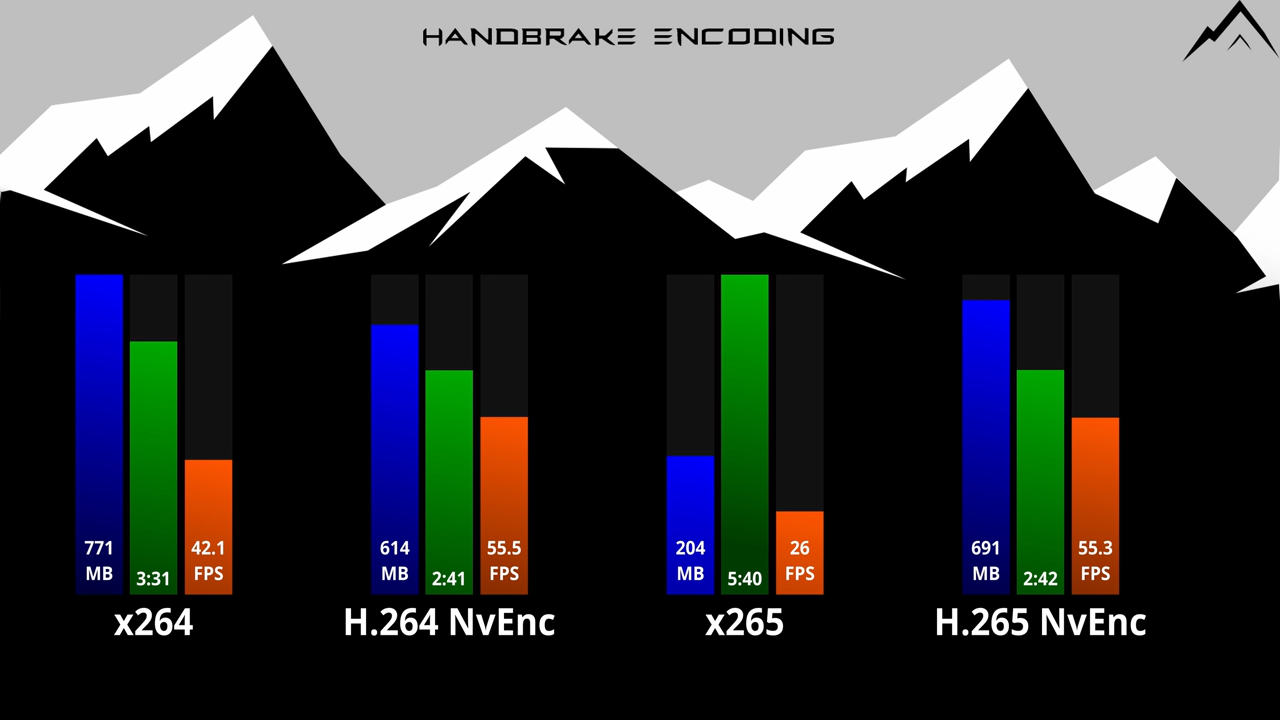 HANDBRAKE ENCODING
771
MB
3:31
42.1
FPS
x264
614
MB
2:41
55.5
FPS
H.264 NvEnc
204
MB
5:40
26
FPS
x265
691
MB
2:42
55.3
FPS
H.265 NvEnc